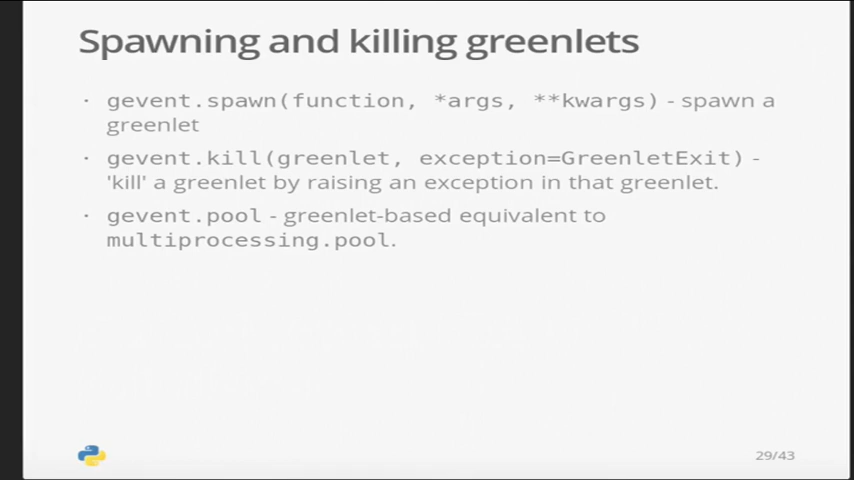 Spawning and killing greenlets
· gevent.spawn(function, *args, **kwargs) - spawn a
greenlet
· gevent.kill(greenlet, exception=GreenletExit) -
'kill' a greenlet by raising an exception in that greenlet.
· gevent.pool - greenlet-based equivalent to
multiprocessing.pool.
29/43